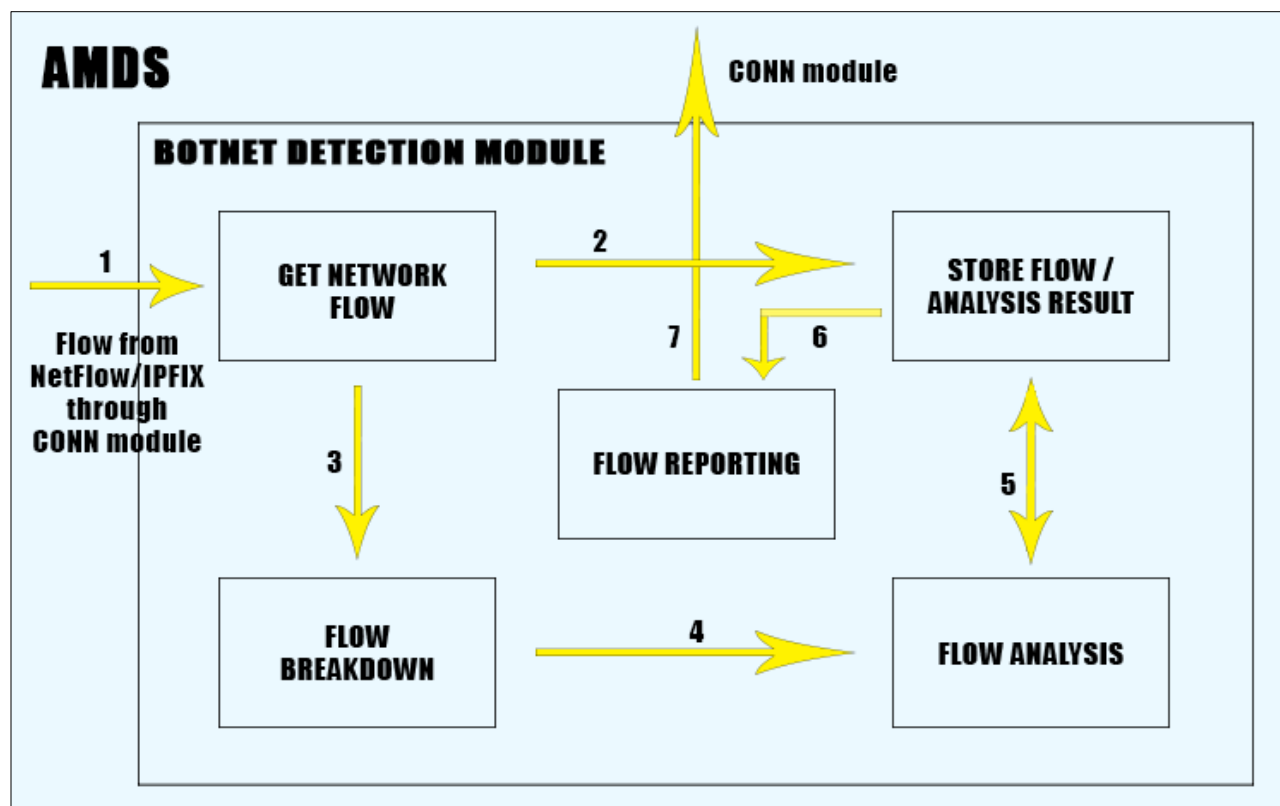 AMDS
CONN module
BOTNET DETECTION MODULE
1
Flow from
NetFlow/IPFIX
through
CONN module
GET NETWORK
FLOW
2
STORE FLOW /
ANALYSIS RESULT
7
6
3
FLOW REPORTING
5
FLOW
BREAKDOWN
4
FLOW ANALYSIS